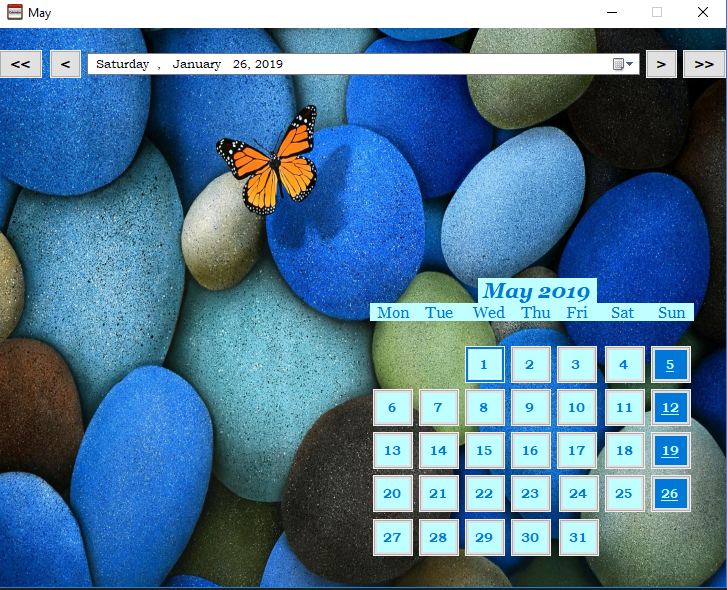 May
<< < Saturday , January 26, 2019 > >>
May 2019
Mon Tue Wed Thu Fri Sat Sun
1 2 3 4 5
6 7 8 9 10 11 12
13 14 15 16 17 18 19
20 21 22 23 24 25 26
27 28 29 30 31